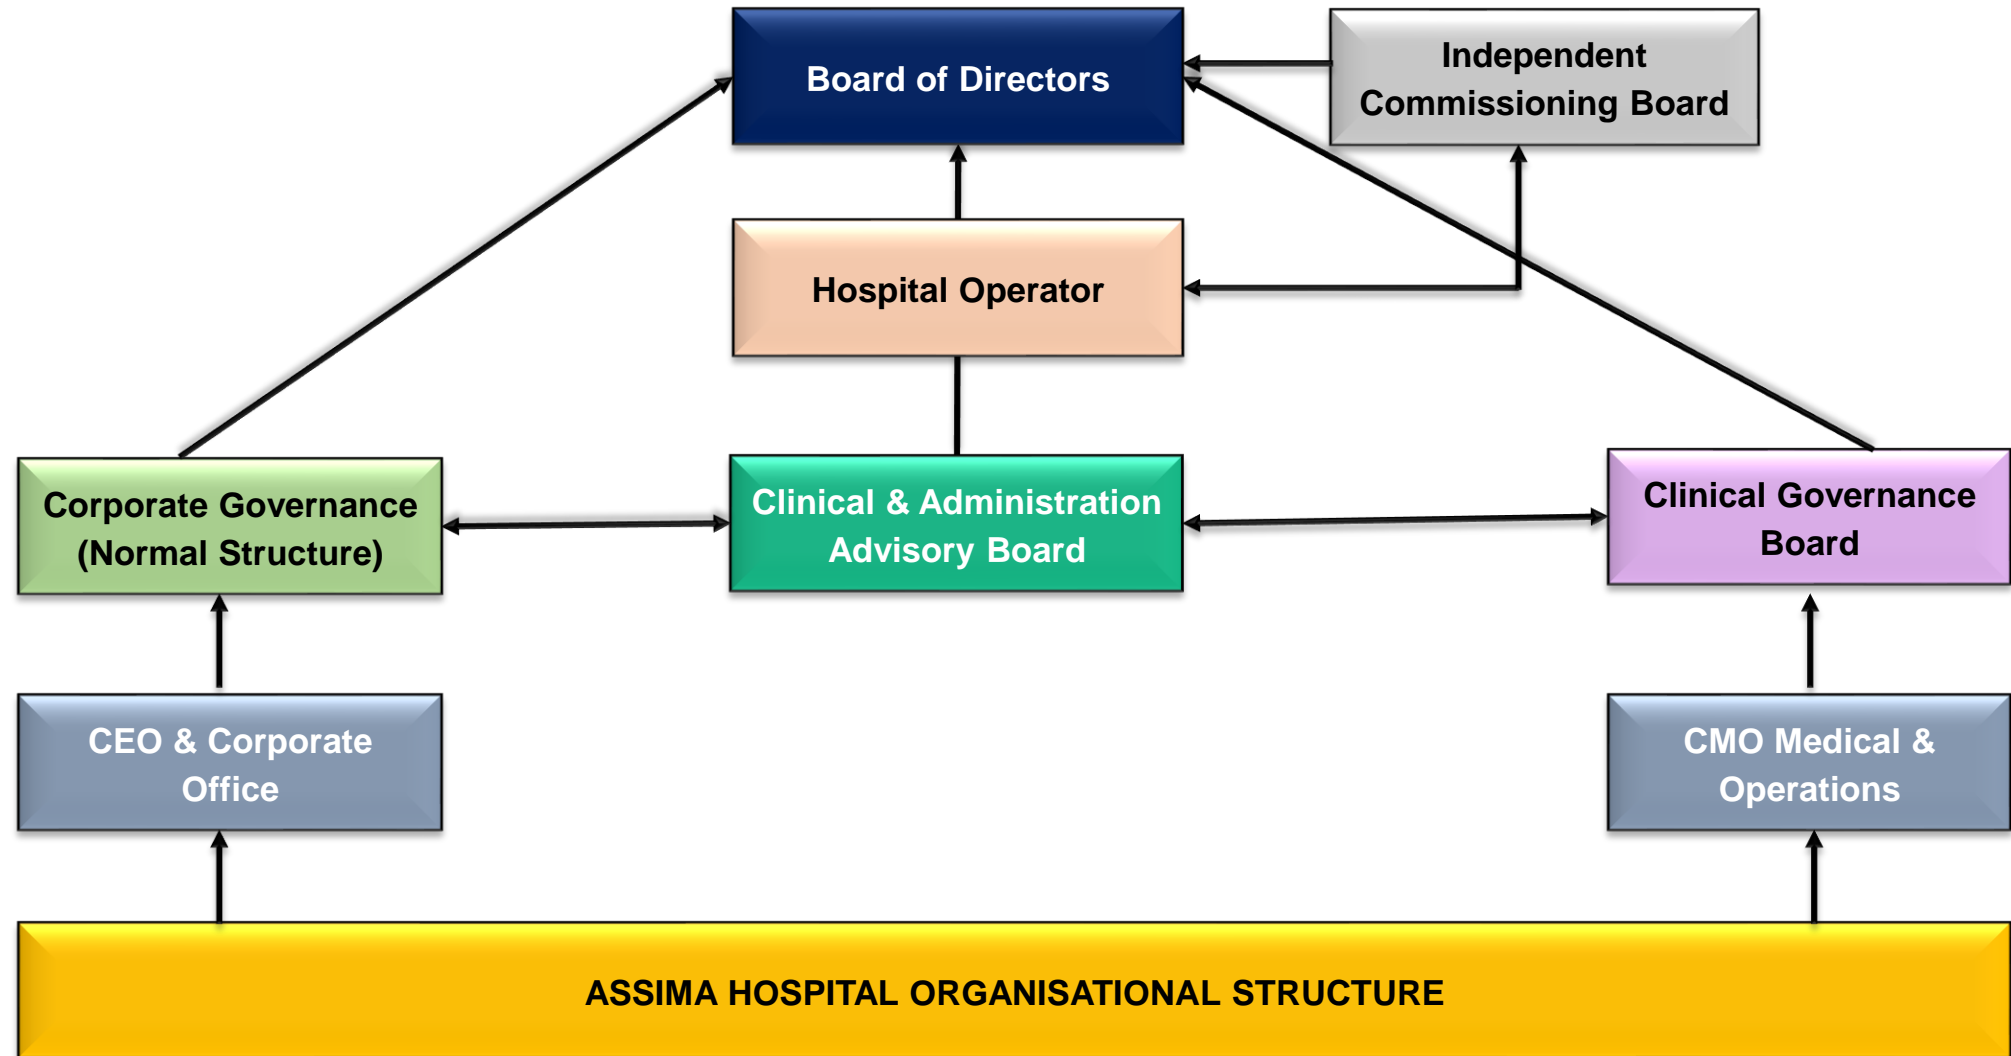 Board of Directors
Independent
Commissioning Board
Hospital Operator
Corporate Governance
(Normal Structure)
Clinical & Administration
Advisory Board
Clinical Governance
Board
CEO & Corporate
Office
CMO Medical &
Operations
ASSIMA HOSPITAL ORGANISATIONAL STRUCTURE